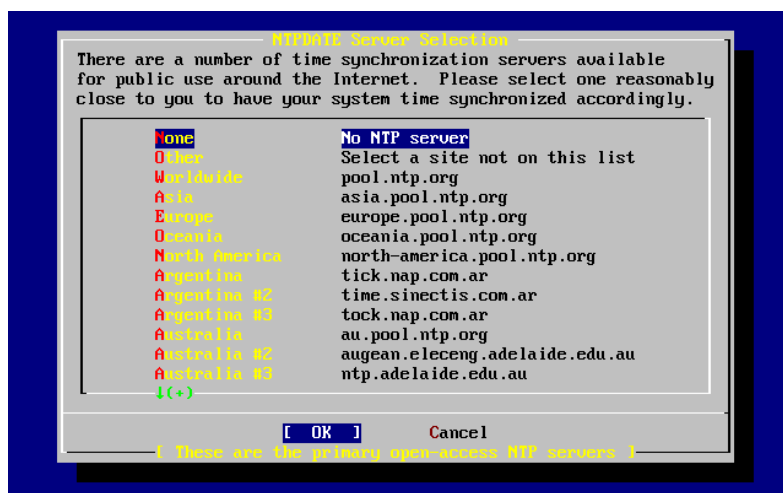 NTPDATE Server Selection
There are a number of time synchronization servers available
for public use around the Internet.  Please select one reasonably
close to you to have your system time synchronized accordingly.
None No NTP server
Other Select a site not on this list
Worldwide pool.ntp.org
Asia asia.pool.ntp.org
Europe europe.pool.ntp.org
Oceania oceania.pool.ntp.org
North America north-america.pool.ntp.org
Argentina tick.nap.com.ar
Argentina #2 time.sinectis.com.ar
Argentina #3 tock.nap.com.ar
Australia au.pool.ntp.org
Australia #2 augean.eleceng.adelaide.edu.au
Australia #3 ntp.adelaide.edu.au
↓(+)
[ OK ] Cancel
[ These are the primary open-access NTP servers ]